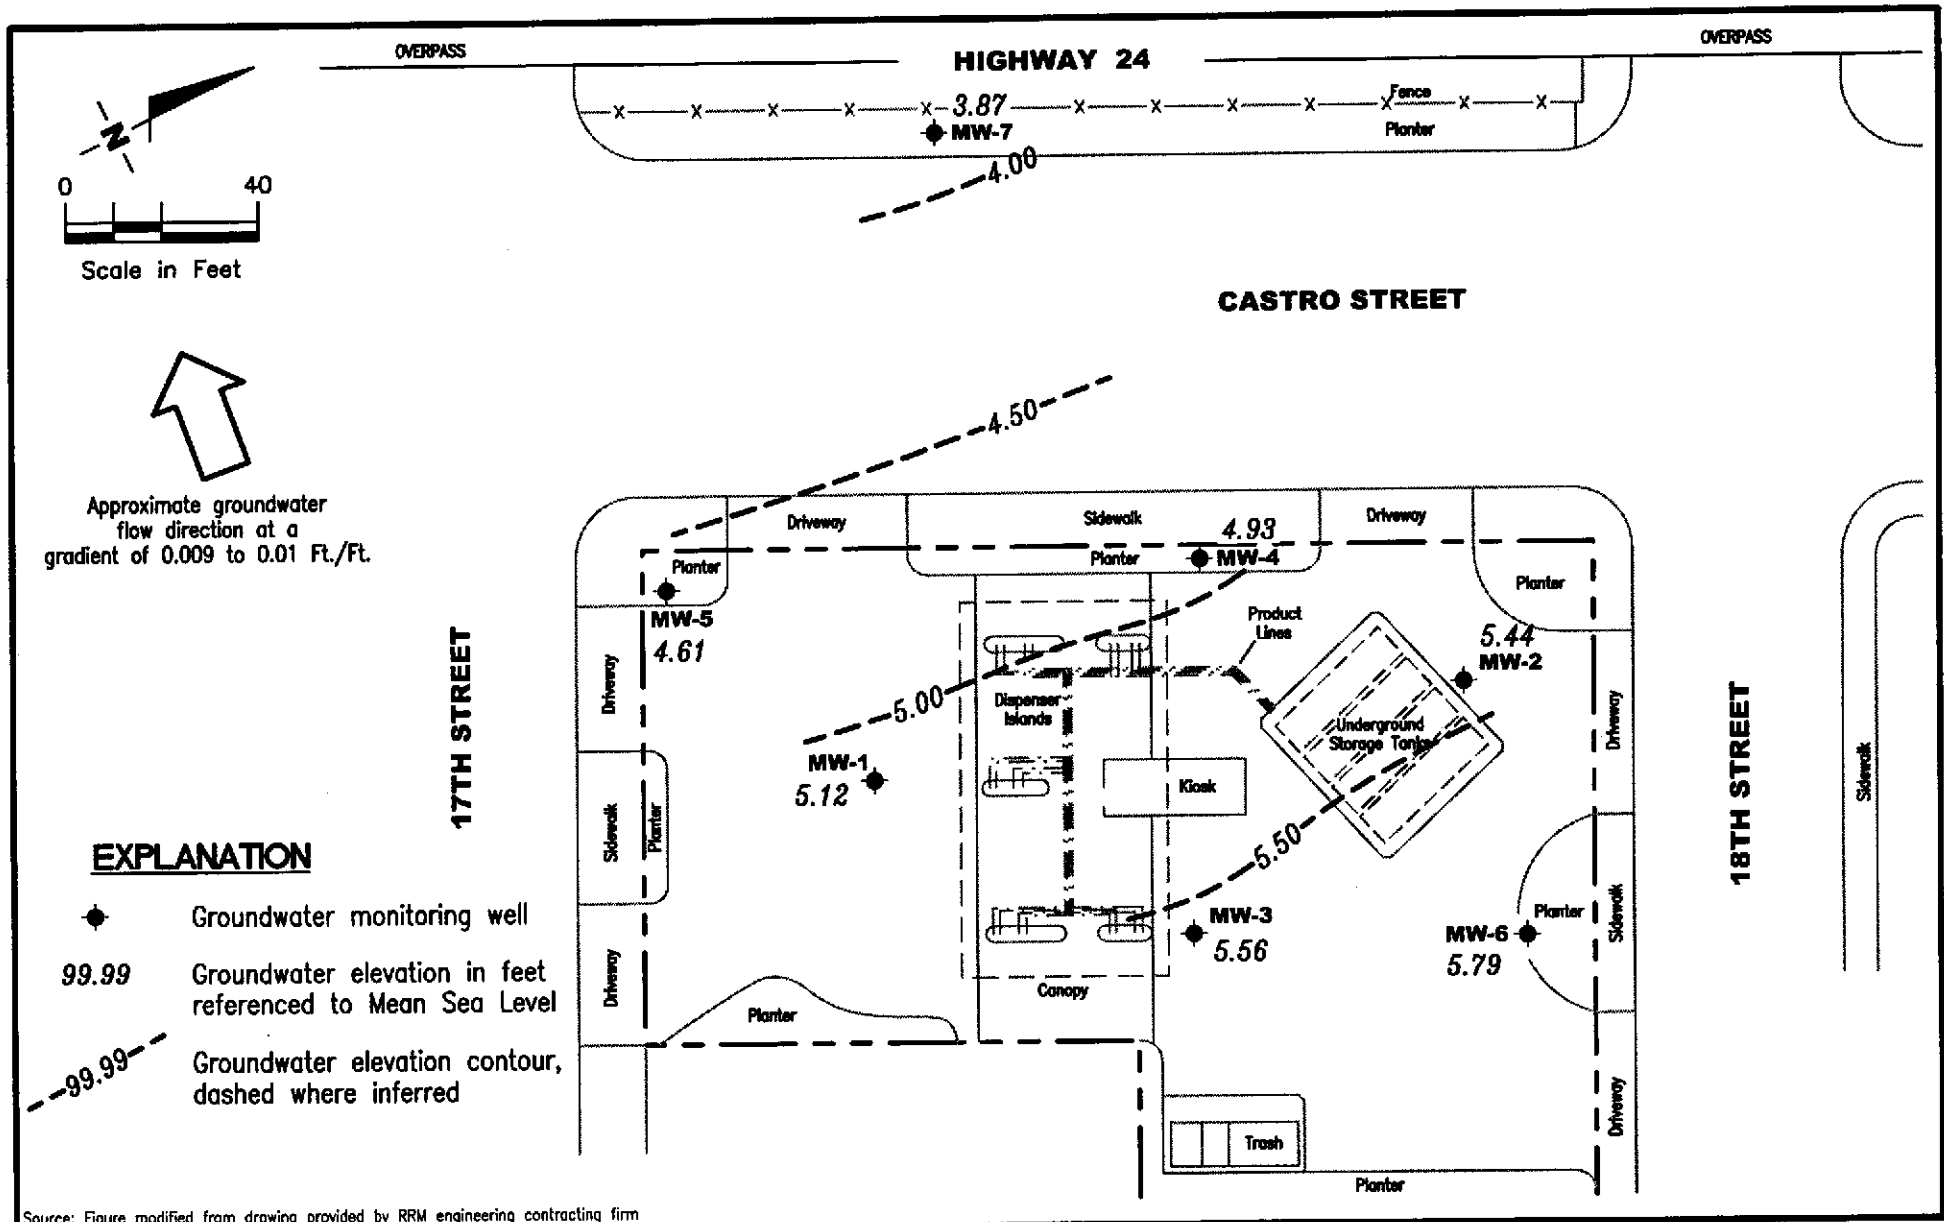 OVERPASS
HIGHWAY 24
OVERPASS
Fence
3.87
MW-7
Planter
N
4.00
0 40
Scale in Feet
CASTRO STREET
4.50
Approximate groundwater
flow direction at a
gradient of 0.009 to 0.01 Ft./Ft.
Driveway
Sidewalk
4.93
Driveway
Planter
Planter
MW-4
Planter
MW-5
4.61
Product
Lines
5.44
MW-2
17TH STREET
Driveway
5.00
Dispenser
Islands
Underground
Storage Tanks
Driveway
18TH STREET
Sidewalk
MW-1
5.12
Kiosk
Sidewalk
Planter
5.50
EXPLANATION
Groundwater monitoring well
99.99
Groundwater elevation in feet
referenced to Mean Sea Level
99.99
Groundwater elevation contour,
dashed where inferred
MW-3
5.56
MW-6
5.79
Planter
Sidewalk
Driveway
Canopy
Planter
Driveway
Trash
Planter
Source: Figure modified from drawing provided by RRM engineering contracting firm